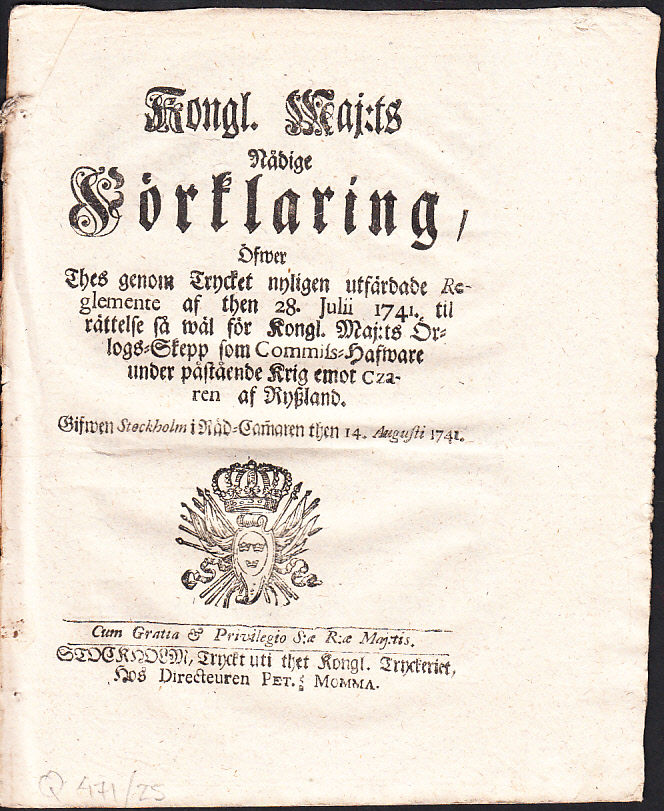 Kongl. Maj:ts
Nådige
Förklaring,
Öfwer
Thes genom Trycket nyligen utfärdade Re-
glemente af then 28. Julii 1741. til
rättelse så wäl för Kongl. Maj:ts Ör-
logs-Skepp som Commiss-Hafware
under påstående Krig emot Cza-
ren af Ryßland.
Gifwen Stockholm i Råd-Cam̃aren then 14. Augusti 1741.
Cum Gratia & Privilegio S:æ R:æ Maj:tis.
STOCKHOLM, Tryckt uti thet Kongl. Tryckeriet,
Hos Directeuren PET. MOMMA.
Q 471/25